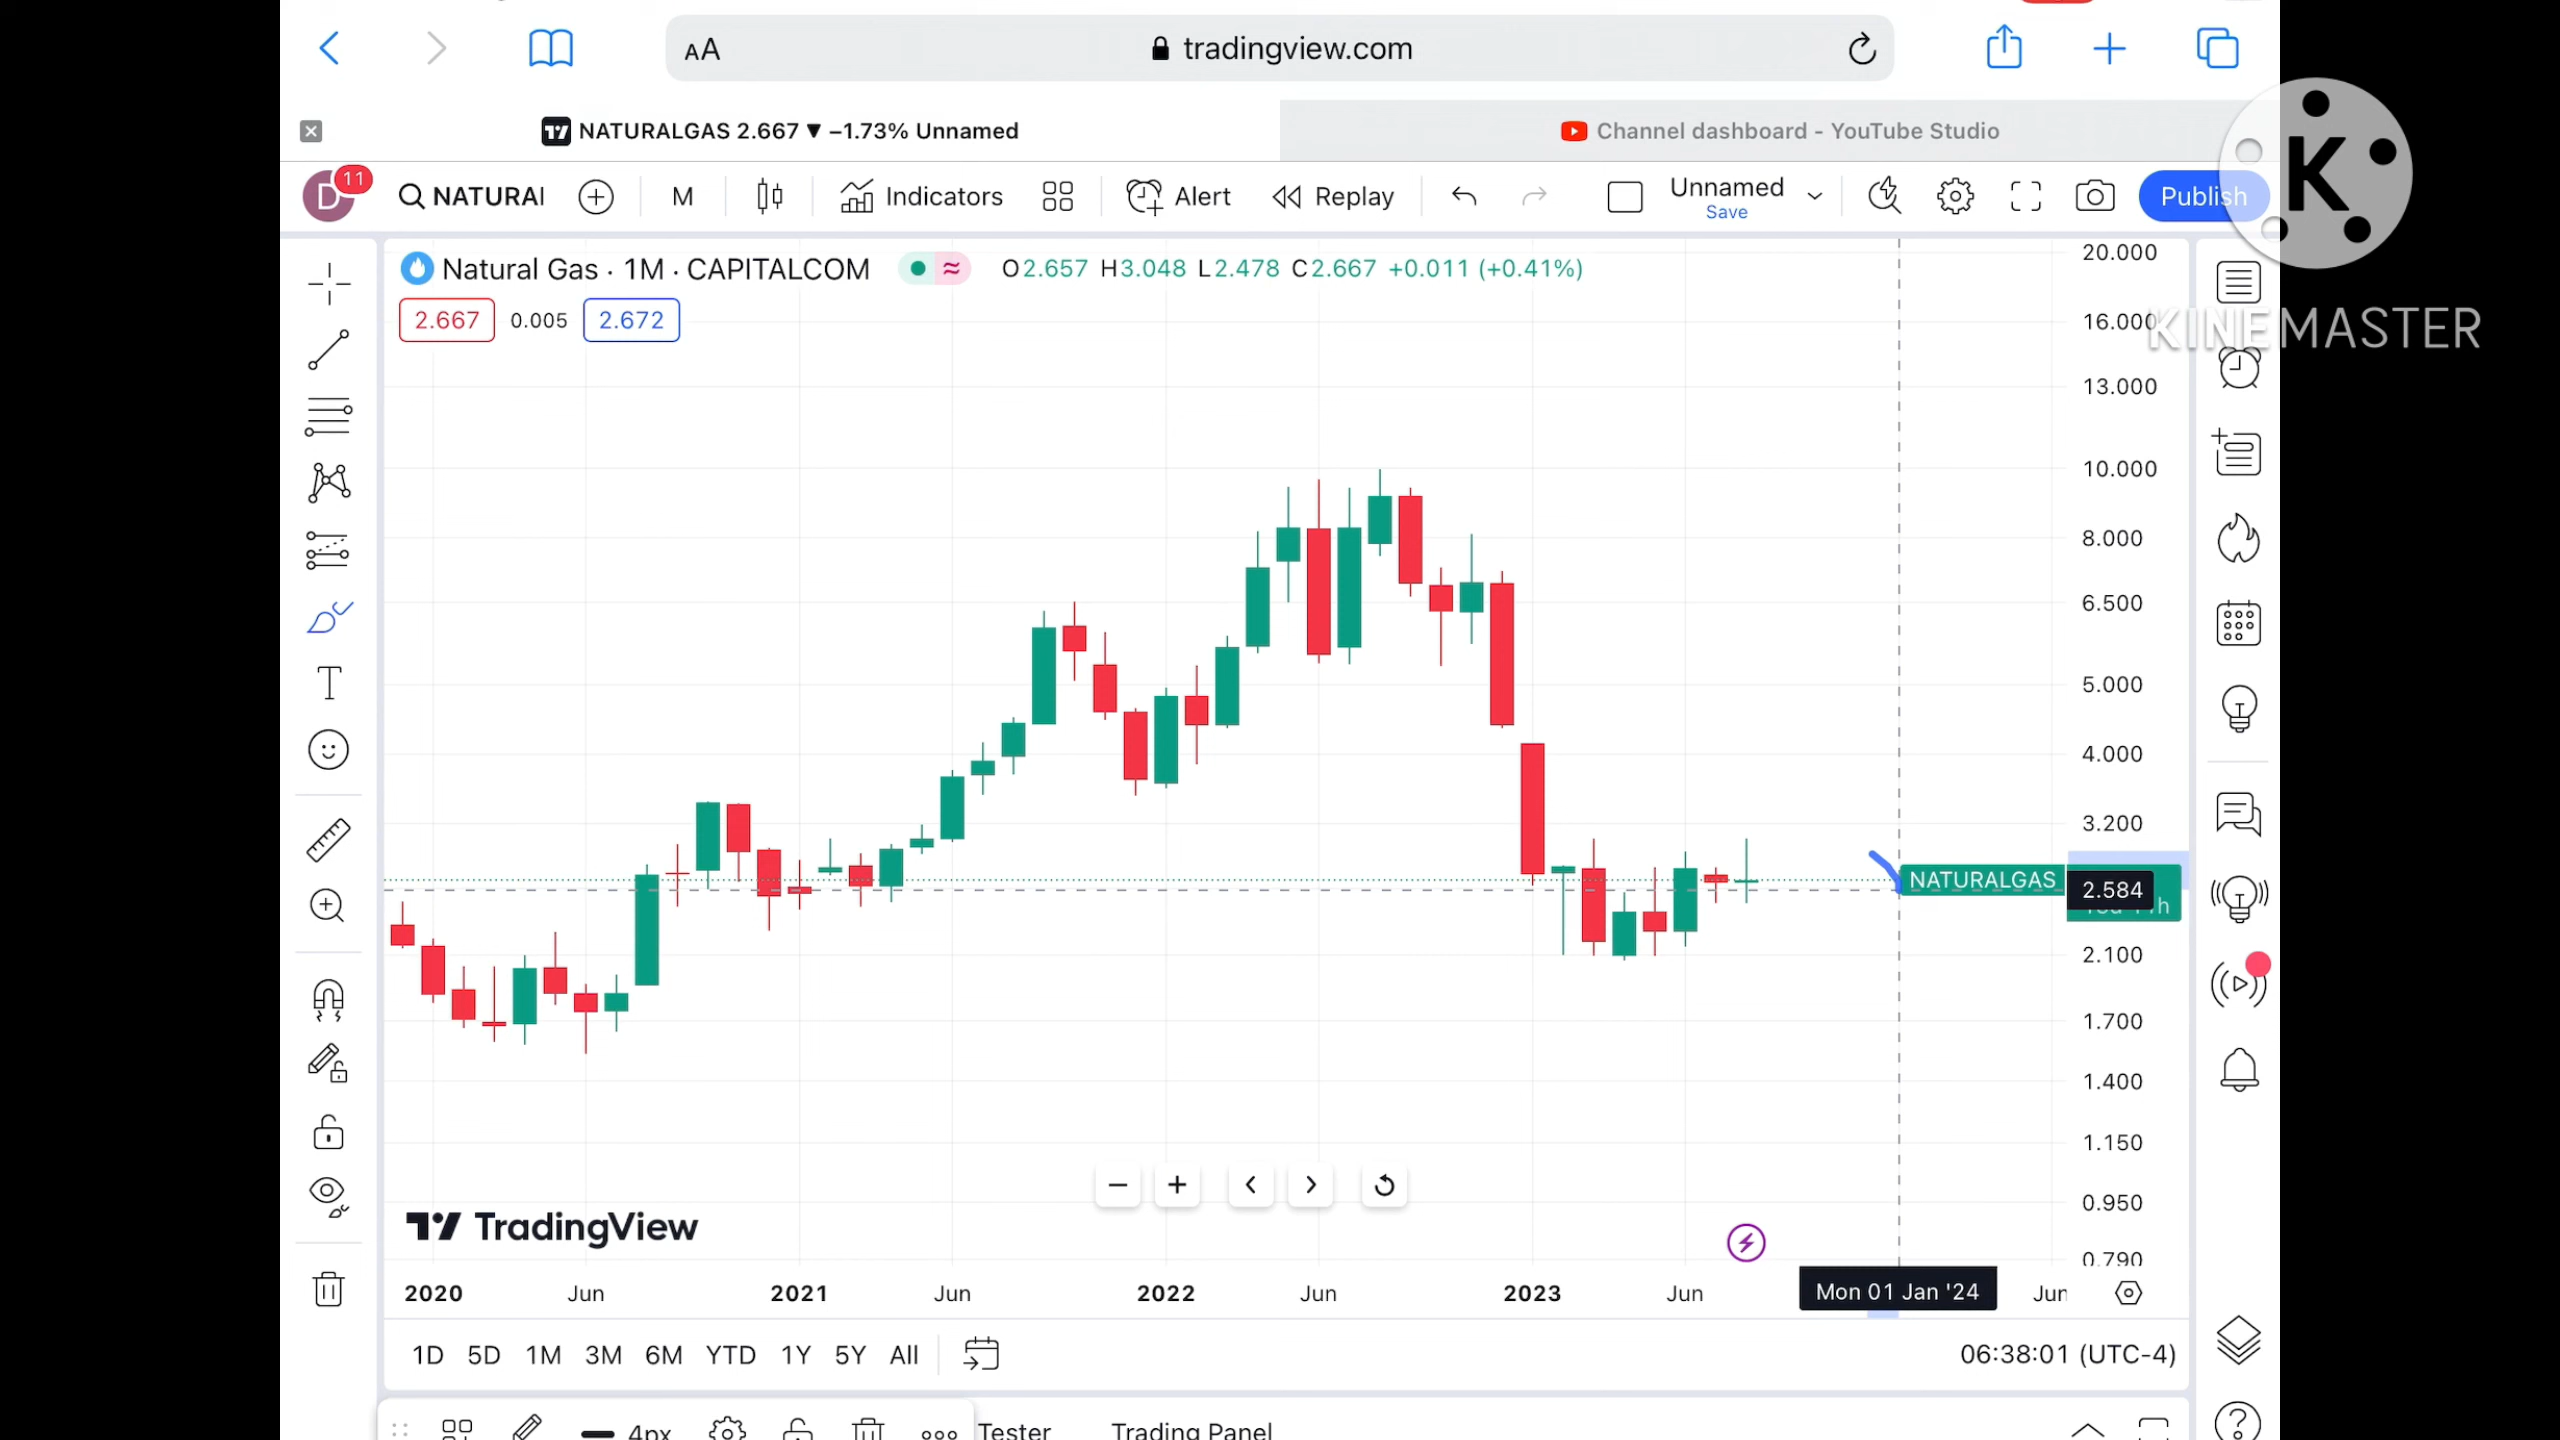 AA tradingview.com
NATURALGAS 2.667 ▼ −1.73% Unnamed
Channel dashboard - YouTube Studio
D 11 NATURAL M Indicators Alert Replay Unnamed Save Publish
K
KINEMASTER
Natural Gas · 1M · CAPITALCOM O2.657 H3.048 L2.478 C2.667 +0.011 (+0.41%)
2.667 0.005 2.672
20.000
16.000
13.000
10.000
8.000
6.500
5.000
4.000
3.200
NATURALGAS
2.584
2.100
1.700
1.400
1.150
0.950
0.790
TradingView
2020 Jun 2021 Jun 2022 Jun 2023 Jun Mon 01 Jan '24 Jun
1D 5D 1M 3M 6M YTD 1Y 5Y All 06:38:01 (UTC-4)
4px Tester Trading Panel